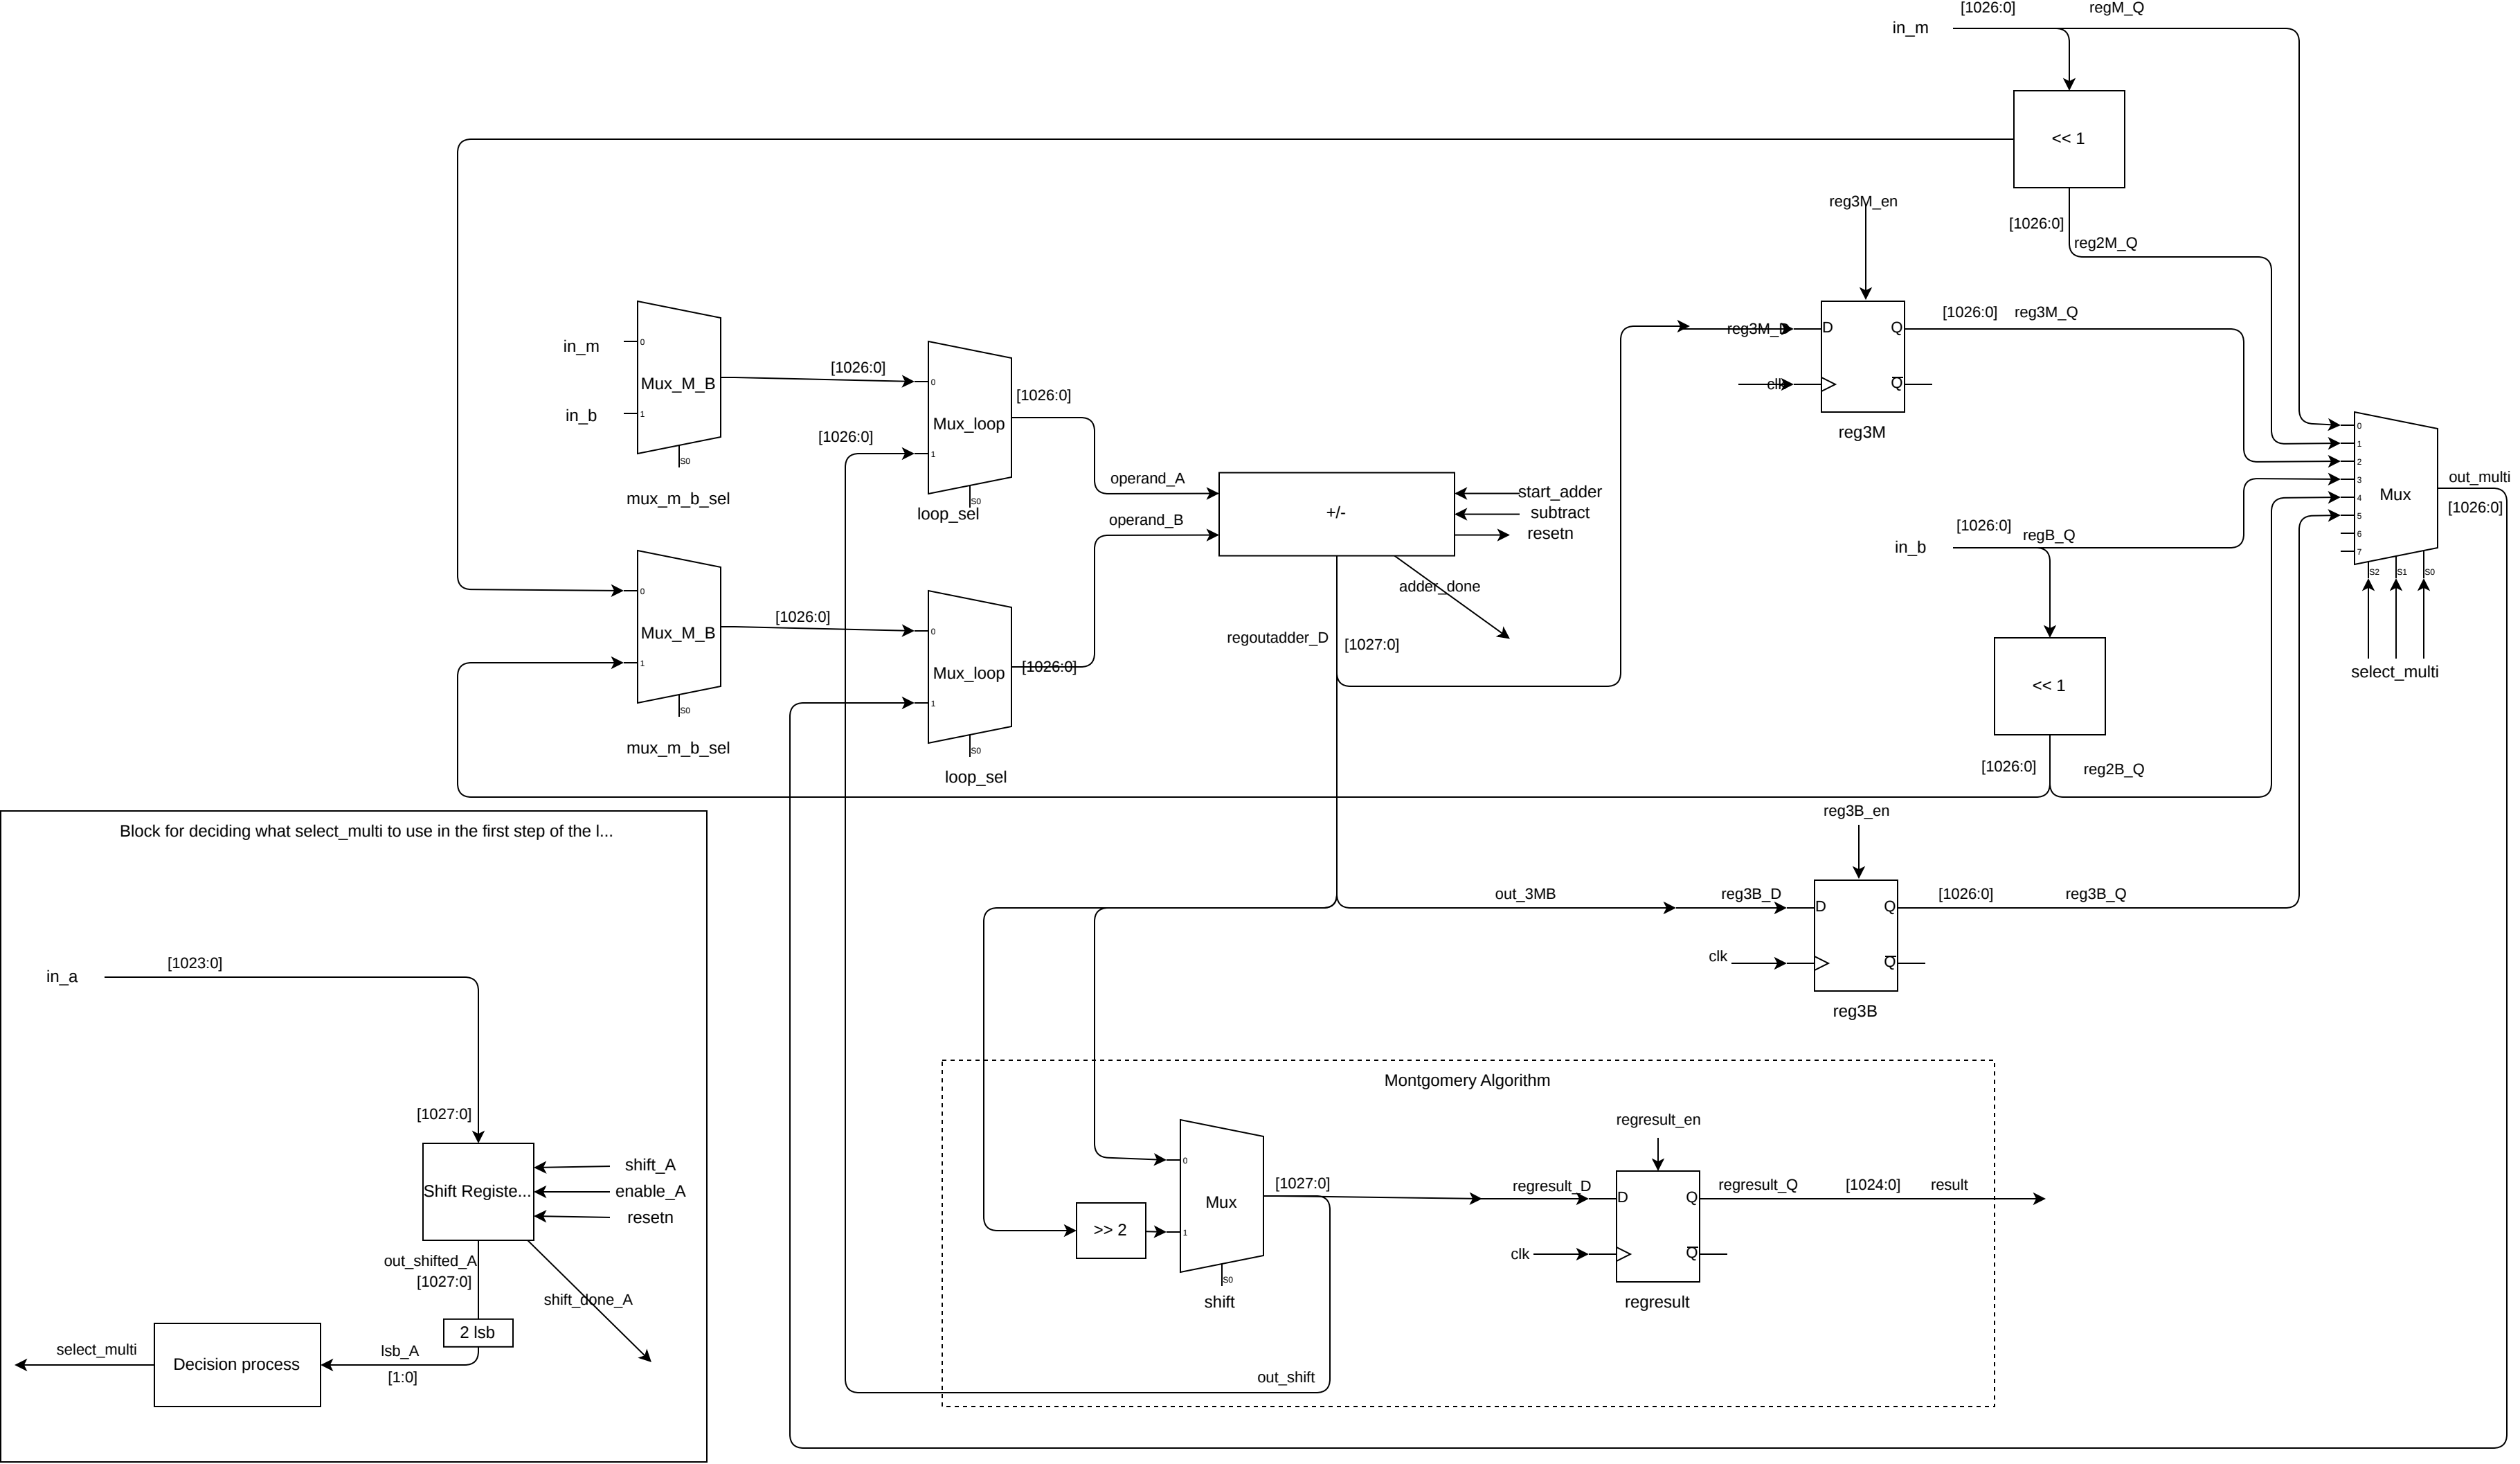 [1026:0]
regM_Q
in_m
<< 1
reg3M_en
[1026:0]
reg2M_Q
[1026:0]
reg3M_Q
reg3M_D
D
Q
in_m
0
Mux_M_B
[1026:0]
0
[1026:0]
clk
Q
in_b
1
Mux_loop
reg3M
0
[1026:0]
1
1
S0
2
operand_A
out_multi
3
mux_m_b_sel
start_adder
Mux
4
S0
loop_sel
+/-
subtract
[1026:0]
operand_B
5
resetn
[1026:0]
regB_Q
6
in_b
7
S2
S1
S0
adder_done
0
[1026:0]
0
Mux_M_B
regoutadder_D
[1027:0]
1
[1026:0]
Mux_loop
select_multi
<< 1
1
S0
mux_m_b_sel
S0
loop_sel
[1026:0]
reg2B_Q
reg3B_en
Block for deciding what select_multi to use in the first step of the l...
out_3MB
reg3B_D
[1026:0]
reg3B_Q
D
Q
clk
Q
in_a
[1023:0]
reg3B
Montgomery Algorithm
[1027:0]
regresult_en
shift_A
0
[1027:0]
regresult_D
regresult_Q
[1024:0]
result
Shift Registe...
enable_A
D
Q
Mux
resetn
>> 2
1
out_shifted_A
clk
Q
[1027:0]
S0
shift_done_A
shift
regresult
2 lsb
select_multi
lsb_A
Decision process
[1:0]
out_shift